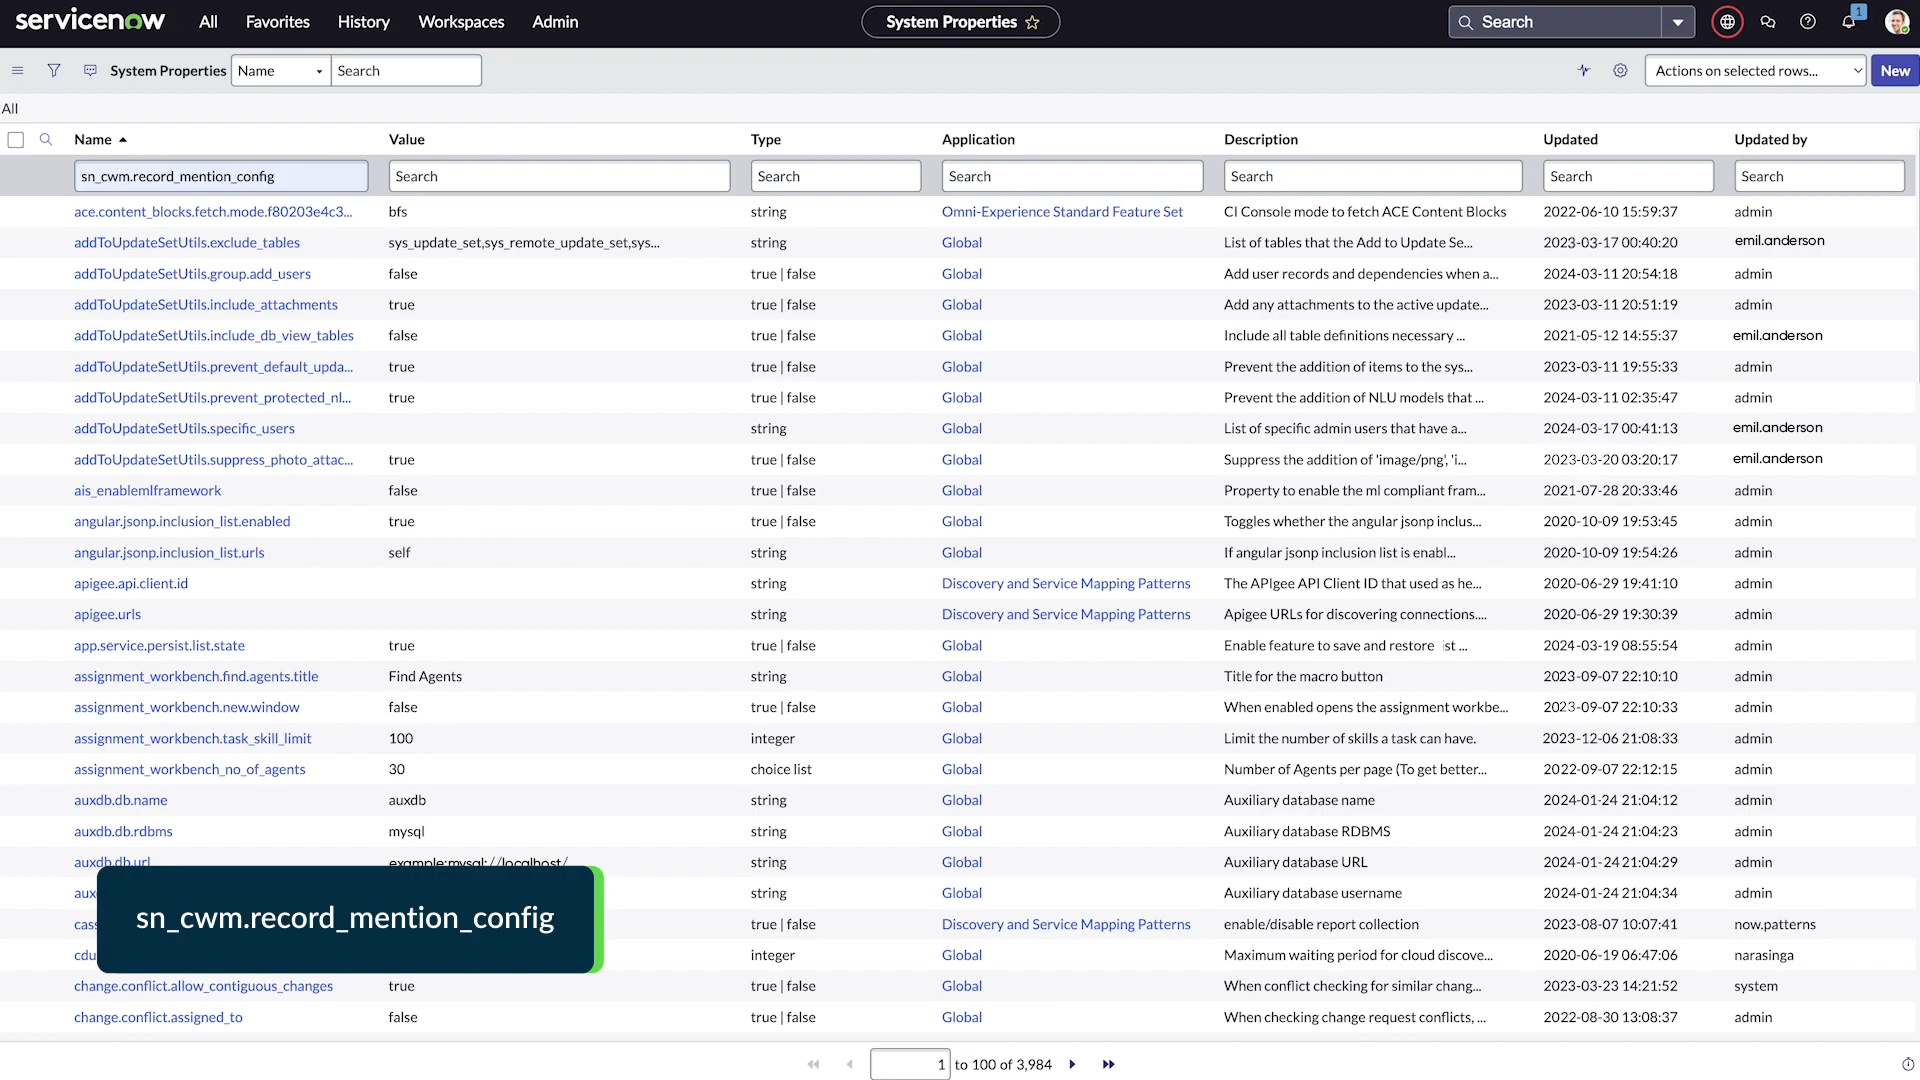 servicenow All Favorites History Workspaces Admin System Properties Search 1
System Properties Name Search Actions on selected rows... New
All
Name Value Type Application Description Updated Updated by
sn_cwm.record_mention_config Search Search Search Search Search Search
ace.content_blocks.fetch.mode.f80203e4c3... bfs string Omni-Experience Standard Feature Set CI Console mode to fetch ACE Content Blocks 2022-06-10 15:59:37 admin
addToUpdateSetUtils.exclude_tables sys_update_set,sys_remote_update_set,sys... string Global List of tables that the Add to Update Se... 2023-03-17 00:40:20 emil.anderson
addToUpdateSetUtils.group.add_users false true | false Global Add user records and dependencies when a... 2024-03-11 20:54:18 admin
addToUpdateSetUtils.include_attachments true true | false Global Add any attachments to the active update... 2023-03-11 20:51:19 admin
addToUpdateSetUtils.include_db_view_tables false true | false Global Include all table definitions necessary ... 2021-05-12 14:55:37 emil.anderson
addToUpdateSetUtils.prevent_default_upda... true true | false Global Prevent the addition of items to the sys... 2023-03-11 19:55:33 admin
addToUpdateSetUtils.prevent_protected_nl... true true | false Global Prevent the addition of NLU models that ... 2024-03-11 02:35:47 admin
addToUpdateSetUtils.specific_users string Global List of specific admin users that have a... 2024-03-17 00:41:13 emil.anderson
addToUpdateSetUtils.suppress_photo_attac... true true | false Global Suppress the addition of 'image/png', 'i... 2023-03-20 03:20:17 emil.anderson
ais_enablemlframework false true | false Global Property to enable the ml compliant fram... 2021-07-28 20:33:46 admin
angular.jsonp.inclusion_list.enabled true true | false Global Toggles whether the angular jsonp inclus... 2020-10-09 19:53:45 admin
angular.jsonp.inclusion_list.urls self string Global If angular jsonp inclusion list is enabl... 2020-10-09 19:54:26 admin
apigee.api.client.id string Discovery and Service Mapping Patterns The APIgee API Client ID that used as he... 2020-06-29 19:41:10 admin
apigee.urls string Discovery and Service Mapping Patterns Apigee URLs for discovering connections.... 2020-06-29 19:30:39 admin
app.service.persist.list.state true true | false Global Enable feature to save and restore ist ... 2024-03-19 08:55:54 admin
assignment_workbench.find.agents.title Find Agents string Global Title for the macro button 2023-09-07 22:10:10 admin
assignment_workbench.new.window false true | false Global When enabled opens the assignment workbe... 2023-09-07 22:10:33 admin
assignment_workbench.task_skill_limit 100 integer Global Limit the number of skills a task can have. 2023-12-06 21:08:33 admin
assignment_workbench_no_of_agents 30 choice list Global Number of Agents per page (To get better... 2022-09-07 22:12:15 admin
auxdb.db.name auxdb string Global Auxiliary database name 2024-01-24 21:04:12 admin
auxdb.db.rdbms mysql string Global Auxiliary database RDBMS 2024-01-24 21:04:23 admin
auxdb.db.url example:mysql://localhost/ string Global Auxiliary database URL 2024-01-24 21:04:29 admin
aux string Global Auxiliary database username 2024-01-24 21:04:34 admin
sn_cwm.record_mention_config
cass true | false Discovery and Service Mapping Patterns enable/disable report collection 2023-08-07 10:07:41 now.patterns
cdu integer Global Maximum waiting period for cloud discove... 2020-06-19 06:47:06 narasinga
change.conflict.allow_contiguous_changes true true | false Global When conflict checking for similar chang... 2023-03-23 14:21:52 system
change.conflict.assigned_to false true | false Global When checking change request conflicts, ... 2022-08-30 13:08:37 admin
1 to 100 of 3,984